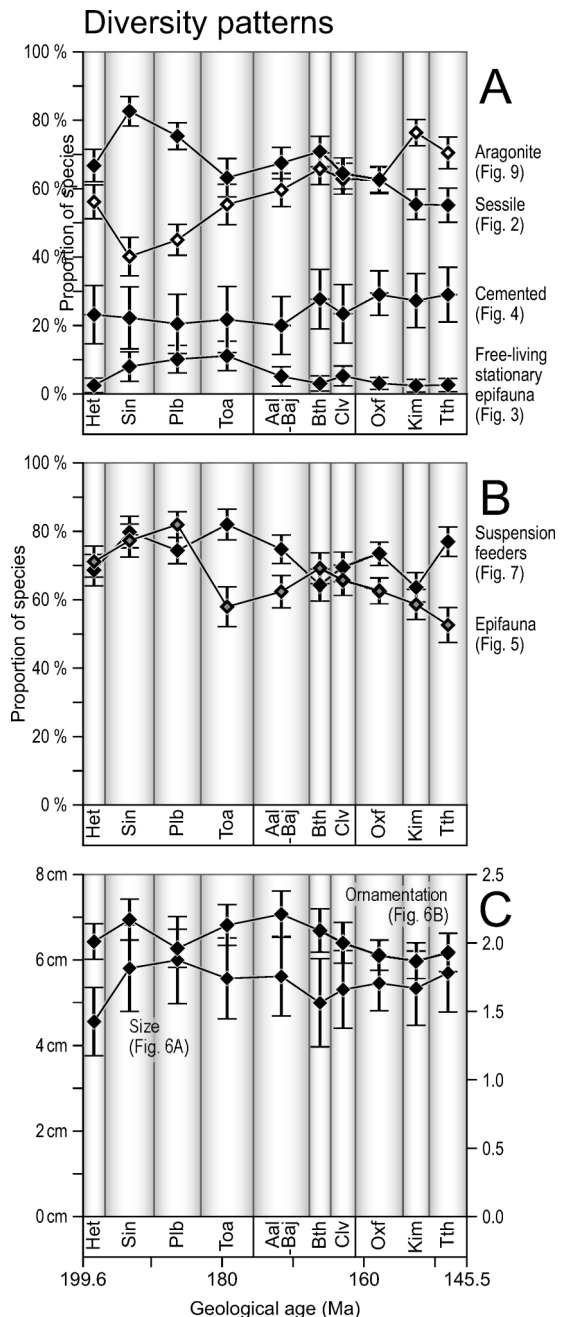 Diversity patterns
A
100 %
80 %
60 %
40 %
20 %
0 %
Proportion of species
Aragonite
(Fig. 9)
Sessile
(Fig. 2)
Cemented
(Fig. 4)
Free-living
stationary
epifauna
(Fig. 3)
Het
Sin
Plb
Toa
Aal
-Baj
Bth
Clv
Oxf
Kim
Tth
B
100 %
80 %
60 %
40 %
20 %
0 %
Proportion of species
Suspension
feeders
(Fig. 7)
Epifauna
(Fig. 5)
Het
Sin
Plb
Toa
Aal
-Baj
Bth
Clv
Oxf
Kim
Tth
C
8 cm
6 cm
4 cm
2 cm
0 cm
Ornamentation
(Fig. 6B)
Size
(Fig. 6A)
2.5
2.0
1.5
1.0
0.5
0.0
Het
Sin
Plb
Toa
Aal
-Baj
Bth
Clv
Oxf
Kim
Tth
199.6
180
160
145.5
Geological age (Ma)